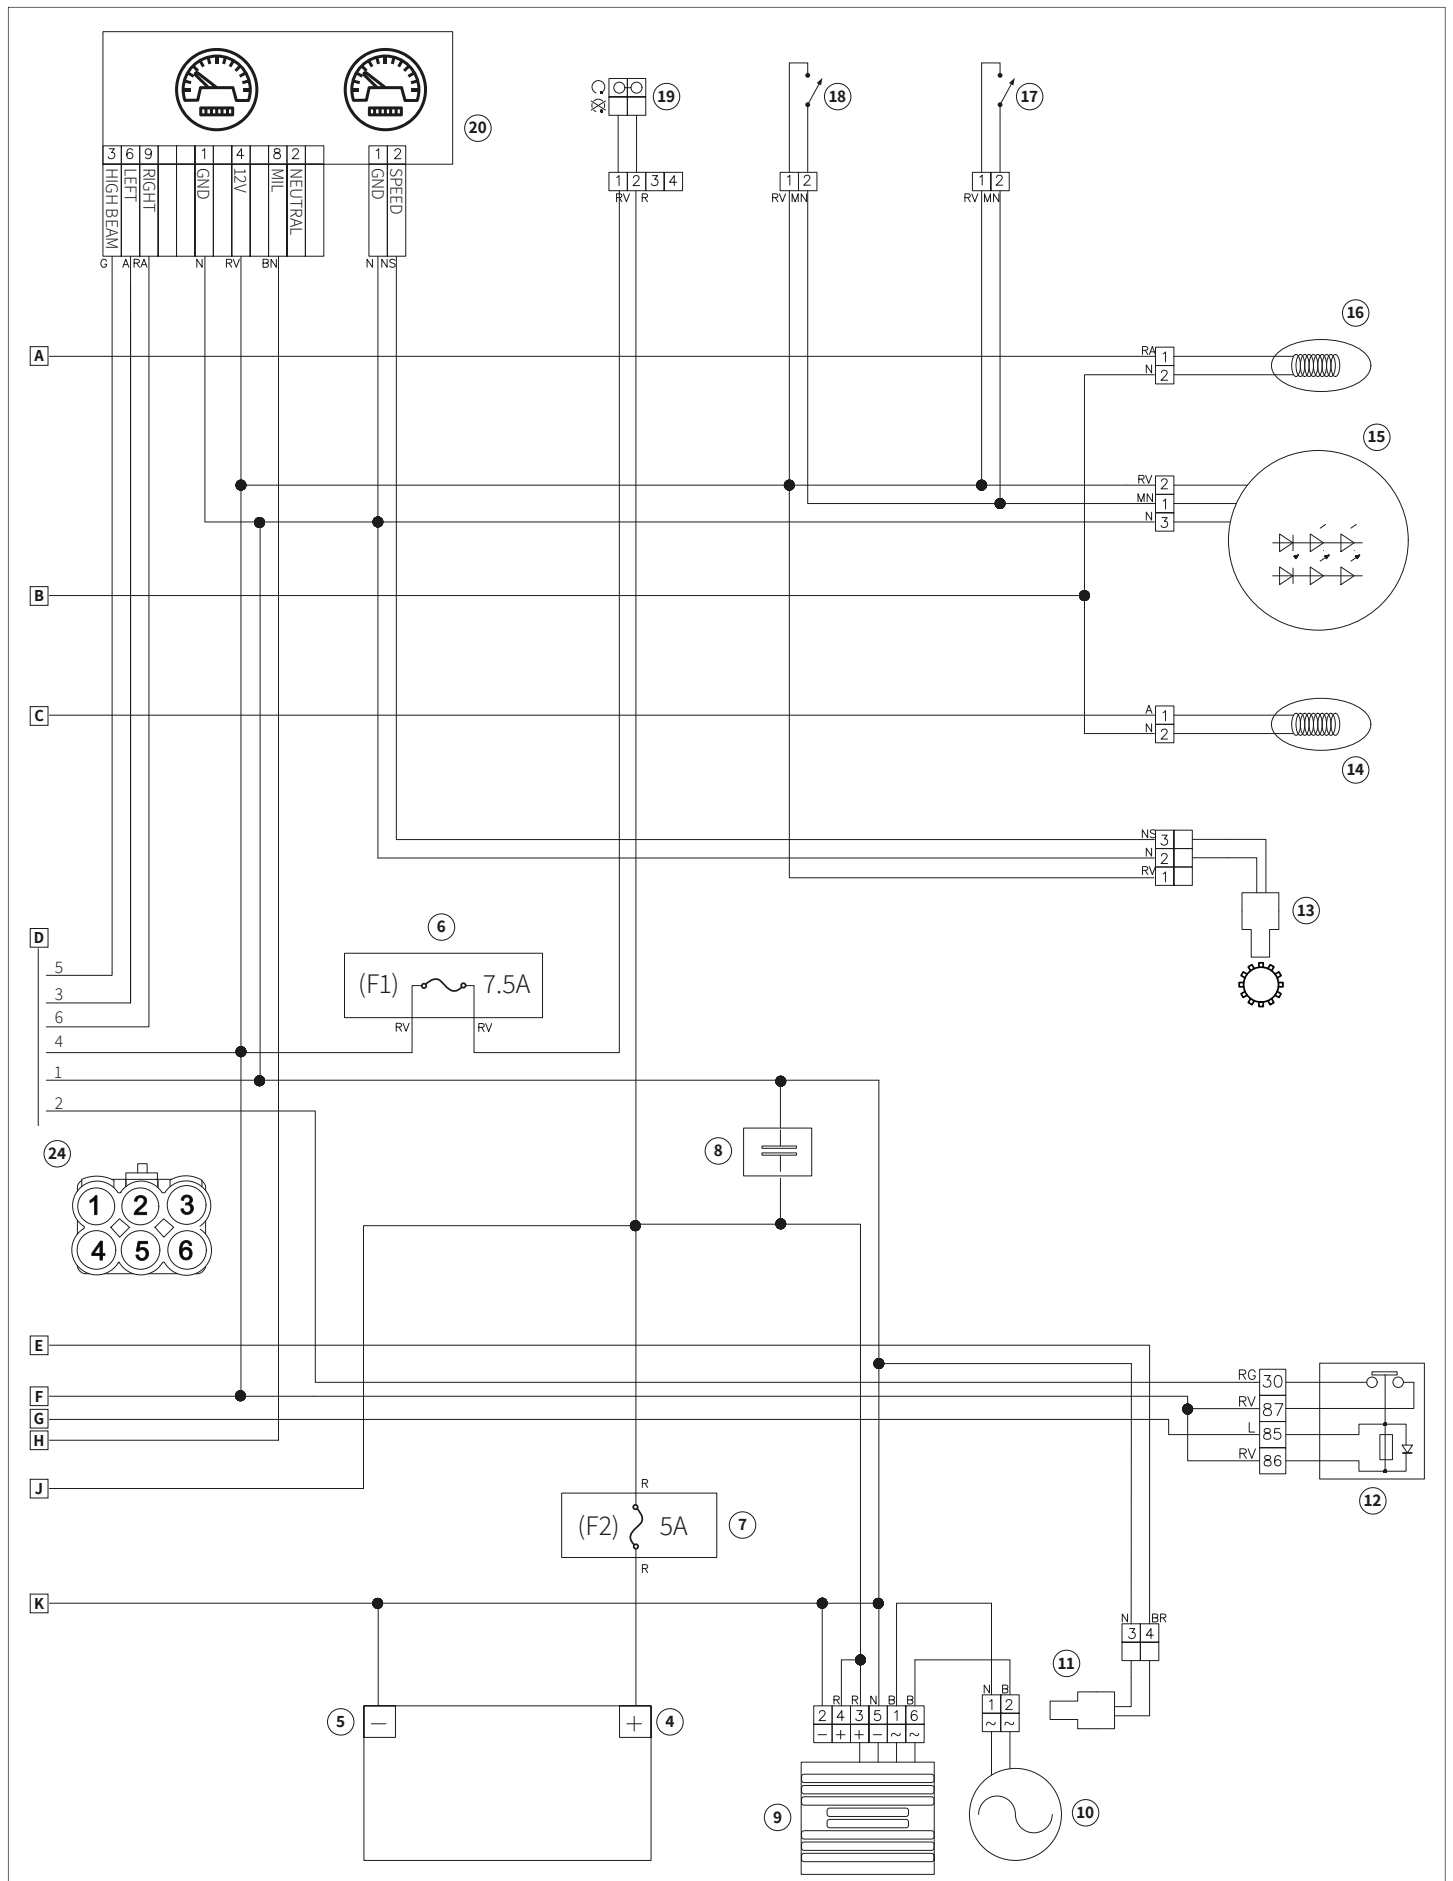 20
19
18
17
3 6 9 1 4 8 2
1 2
HIGH BEAM
LEFT
RIGHT
GND
12V
MIL
NEUTRAL
GND
SPEED
G A RA N RV BN N NS
1 2 3 4
RV R
1 2
RV MN
1 2
RV MN
16
A
RA 1
N 2
15
RV 2
MN 1
N 3
B
C
A 1
N 2
14
NS 3
N 2
RV 1
13
6
(F1) 7.5A
RV RV
D
5
3
6
4
1
2
24
1 2 3
4 5 6
8
E
F
G
H
J
RG 30
RV 87
L 85
RV 86
12
R
(F2) 5A
7
R
K
N BR
3 4
11
5
−
+
4
R R N B B
2 4 3 5 1 6
− + + − ~ ~
N B
1 2
~ ~
9
10